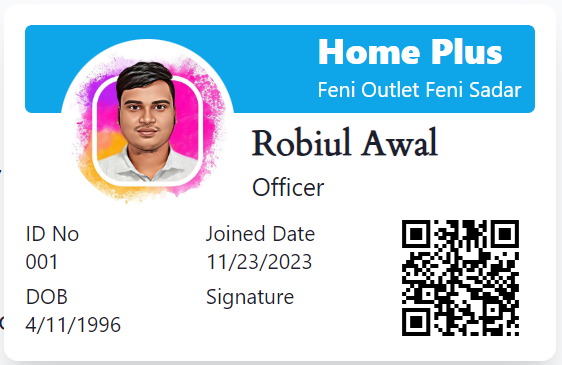 Home Plus
Feni Outlet Feni Sadar
Robiul Awal
Officer
ID No
001
Joined Date
11/23/2023
DOB
4/11/1996
Signature